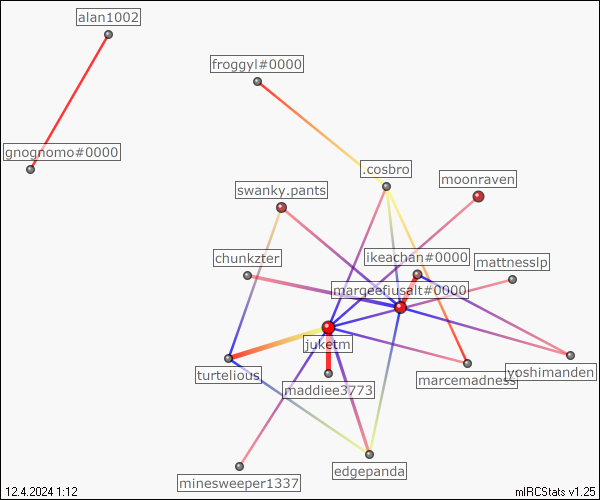 alan1002
froggyl#0000
gnognomo#0000
.cosbro
moonraven
swanky.pants
chunkzter
ikeachan#0000
mattnesslp
margeefiusalt#0000
juketm
turtelious
maddiee3773
marcemadness
yoshimanden
minesweeper1337
edgepanda
12.4.2024 1:12
mIRCStats v1.25